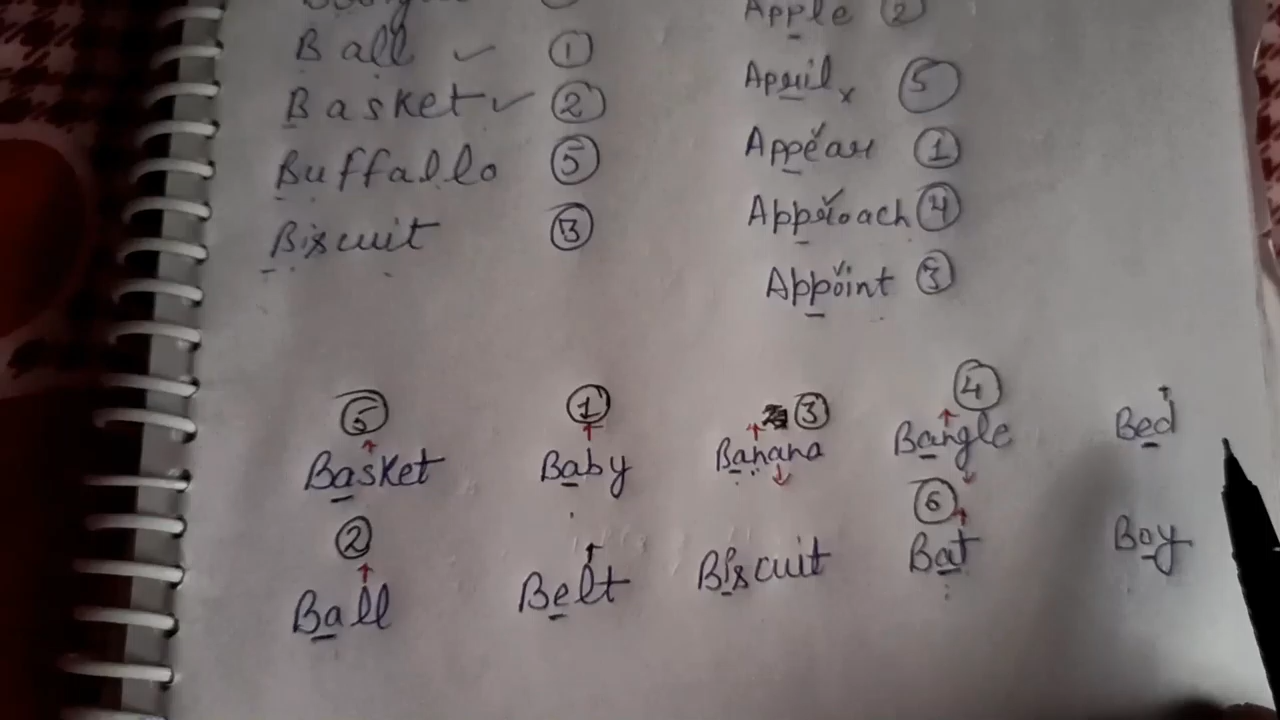 Apple 2
Ball ✓ 1
April x 5
Basket ✓ 2
Appear 1
Buffallo 5
Approach 4
Biscuit 3
Appoint 3
5 1 3 4
Basket Baby Banana Bangle Bed
2 6
Ball Belt Biscuit Bat Boy